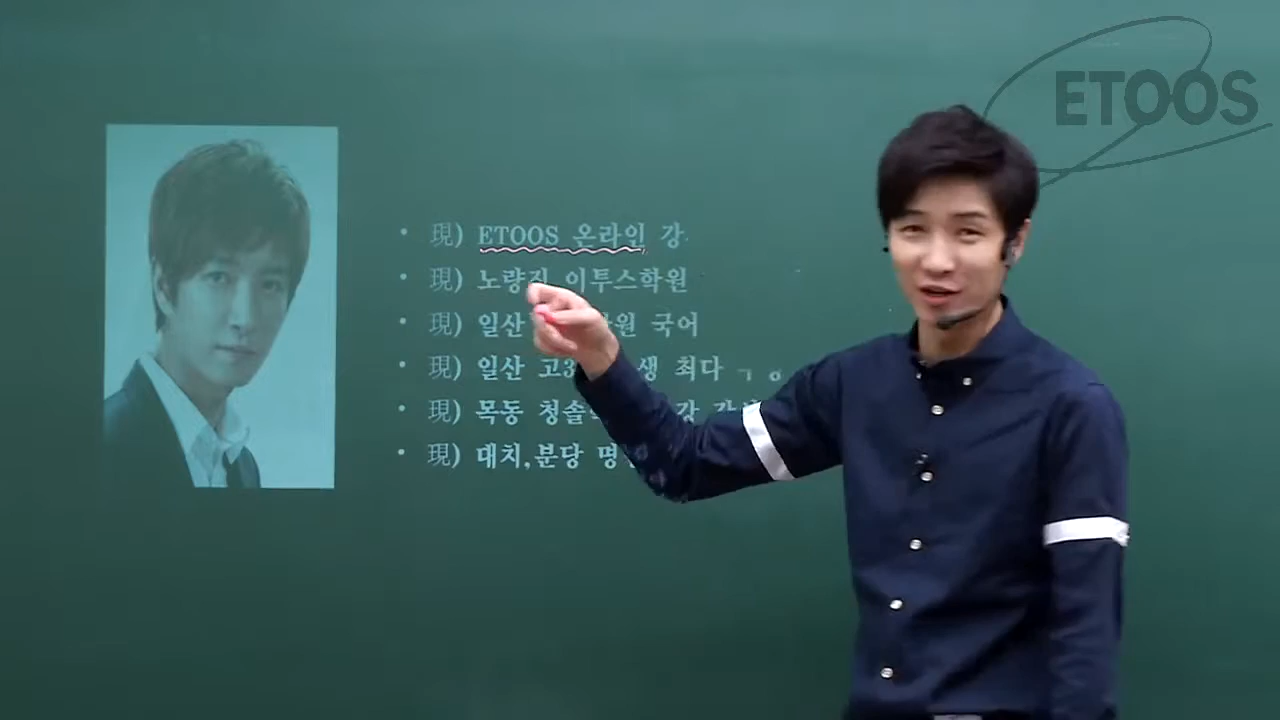 ETOOS
• 現) ETOOS 온라인 강
• 現) 노량진 이투스학원
• 現) 일산 학원 국어
• 現) 일산 고3 생 최다
• 現) 목동 청솔 강
• 現) 대치,분당